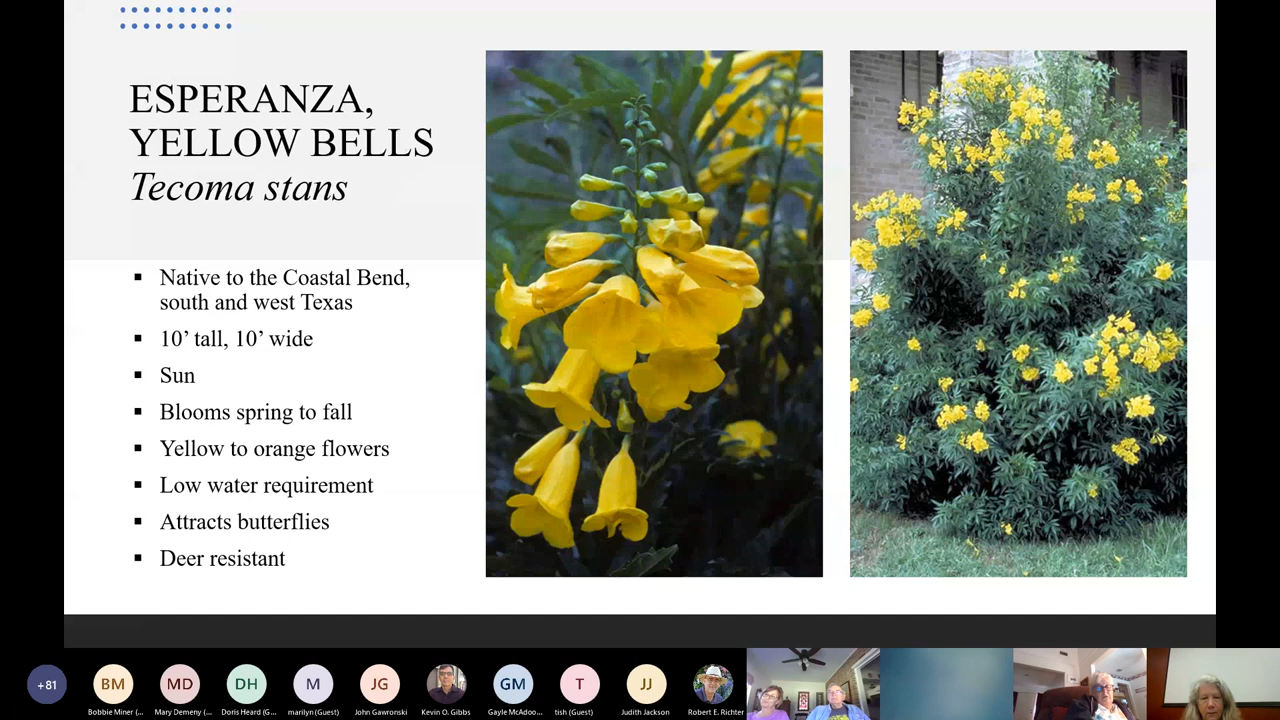 ESPERANZA,
YELLOW BELLS
Tecoma stans
▪ Native to the Coastal Bend,
south and west Texas
▪ 10’ tall, 10’ wide
▪ Sun
▪ Blooms spring to fall
▪ Yellow to orange flowers
▪ Low water requirement
▪ Attracts butterflies
▪ Deer resistant
+81 BM MD DH M JG GM T JJ
Bobbie Miner (... Mary Demeny (... Doris Heard (G... marilyn (Guest) John Gawronski Kevin O. Gibbs Gayle McAdoo... tish (Guest) Judith Jackson Robert E. Richter